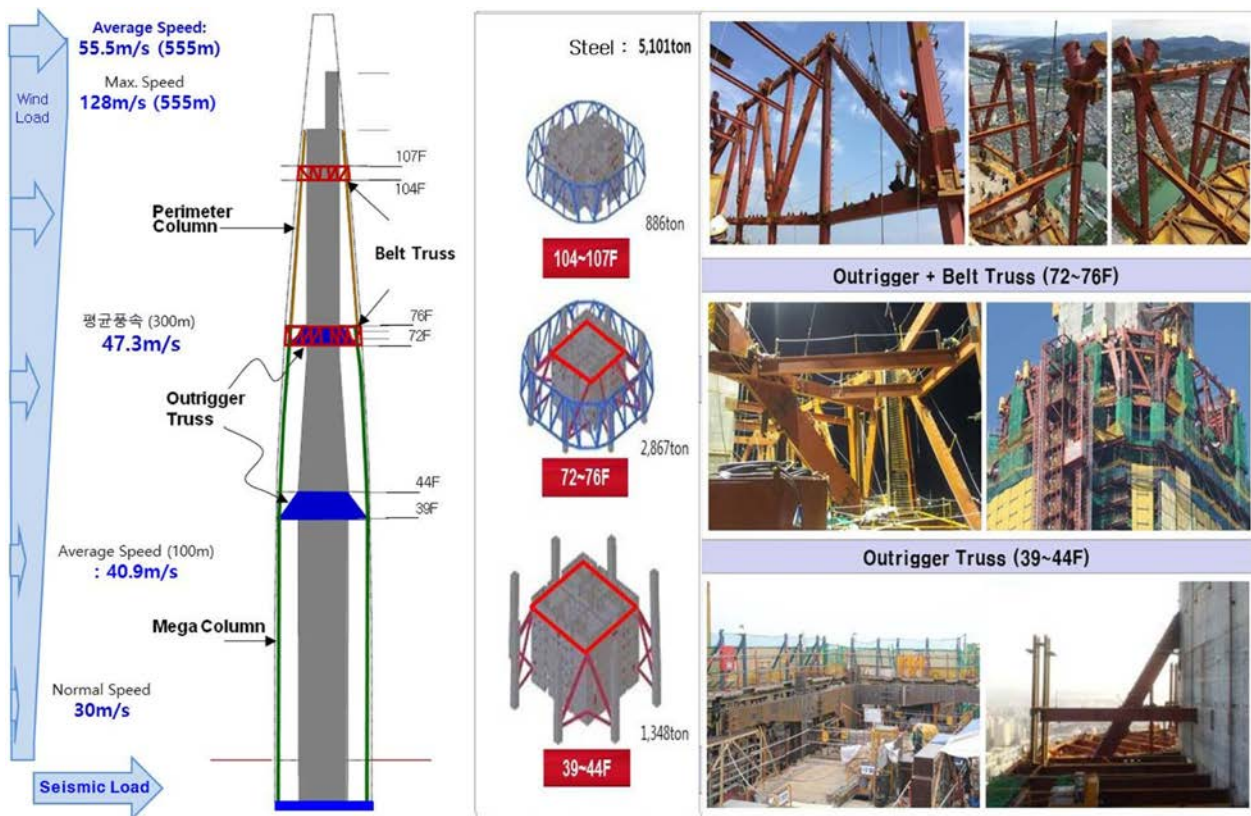 Average Speed:
55.5m/s (555m)
Max. Speed
128m/s (555m)
Wind
Load
107F
104F
Perimeter
Column
Belt Truss
평균풍속 (300m)
47.3m/s
76F
72F
Outrigger
Truss
44F
39F
Average Speed (100m)
: 40.9m/s
Mega Column
Normal Speed
30m/s
Seismic Load
Steel : 5,101ton
886ton
104~107F
2,867ton
72~76F
1,348ton
39~44F
Outrigger + Belt Truss (72~76F)
Outrigger Truss (39~44F)